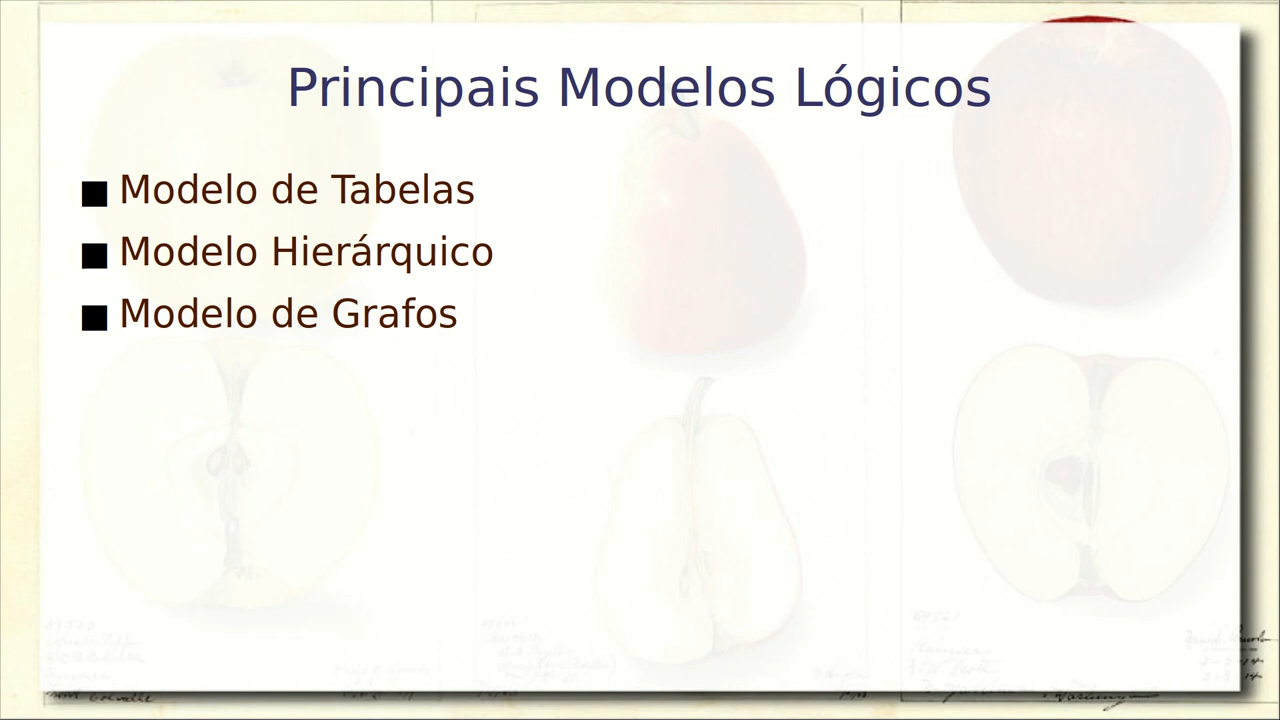 Principais Modelos Lógicos
■ Modelo de Tabelas
■ Modelo Hierárquico
■ Modelo de Grafos